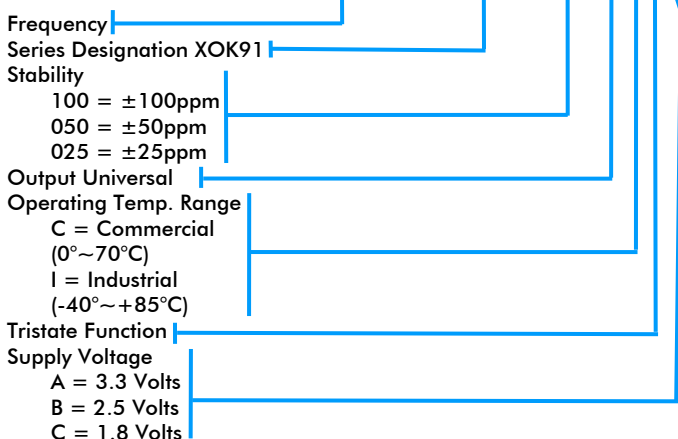 Frequency
Series Designation XOK91
Stability
100 = ±100ppm
050 = ±50ppm
025 = ±25ppm
Output Universal
Operating Temp. Range
C = Commercial
(0°~70°C)
I = Industrial
(-40°~+85°C)
Tristate Function
Supply Voltage
A = 3.3 Volts
B = 2.5 Volts
C = 1.8 Volts